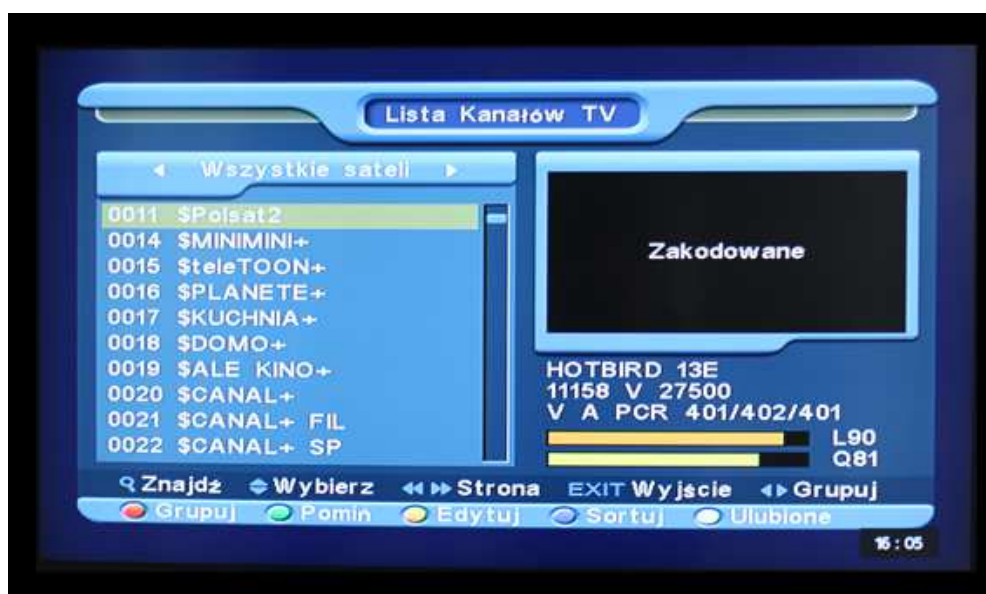 Lista Kanałów TV
Wszystkie sateli
0011 $Polsat2
0014 $MINIMINI+
0015 $teleTOON+
0016 $PLANETE+
0017 $KUCHNIA+
0018 $DOMO+
0019 $ALE KINO+
0020 $CANAL+
0021 $CANAL+ FIL
0022 $CANAL+ SP
Zakodowane
HOTBIRD 13E
11158 V 27500
V A PCR 401/402/401
L90
Q81
Znajdź Wybierz Strona EXIT Wyjście Grupuj
Grupuj Pomiń Edytuj Sortuj Ulubione
16:05